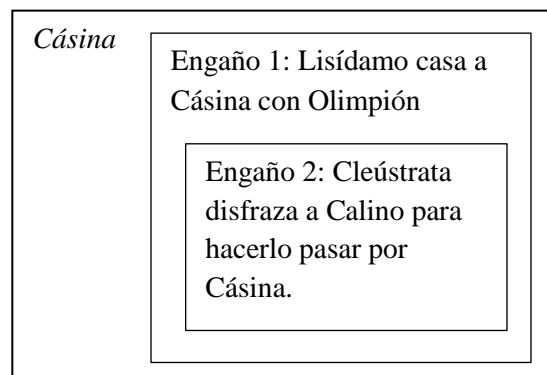 Cásina
Engaño 1: Lisídamo casa a
Cásina con Olimpión
Engaño 2: Cleústrata
disfraza a Calino para
hacerlo pasar por
Cásina.